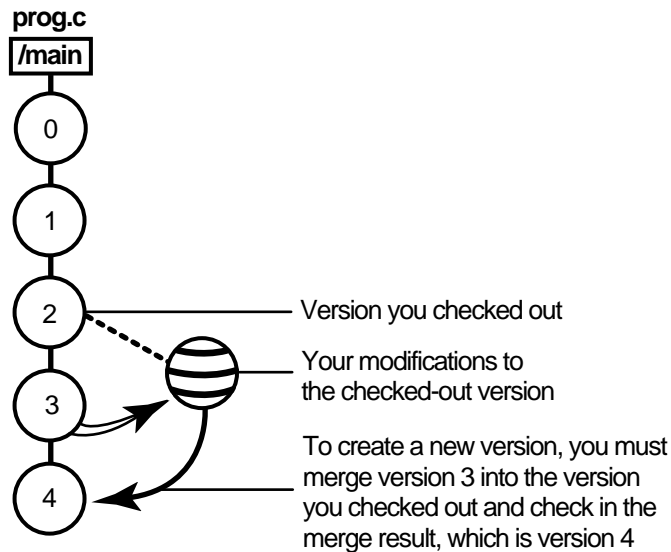 prog.c
/main
0
1
2
Version you checked out
Your modifications to
the checked-out version
3
To create a new version, you must
merge version 3 into the version
you checked out and check in the
merge result, which is version 4
4